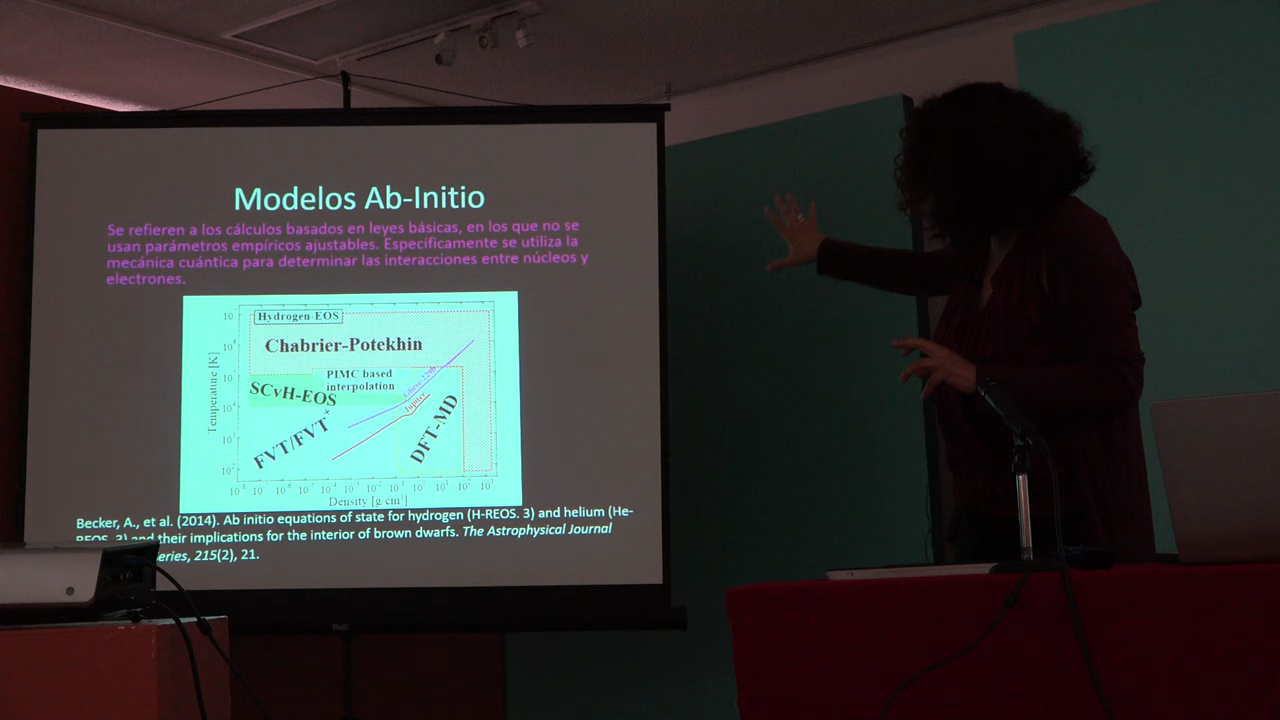 Modelos Ab-Initio
Se refieren a los cálculos basados en leyes básicas, en los que no se
usan parámetros empíricos ajustables. Específicamente se utiliza la
mecánica cuántica para determinar las interacciones entre núcleos y
electrones.
Hydrogen-EOS
Chabrier-Potekhin
PIMC based
interpolation
SCvH-EOS
Jupiter
FVT/FVT⁺
DFT-MD
Temperature [K]
Density [g/cm³]
Becker, A., et al. (2014). Ab initio equations of state for hydrogen (H-REOS. 3) and helium (He-
REOS. 3) and their implications for the interior of brown dwarfs. The Astrophysical Journal
eries, 215(2), 21.